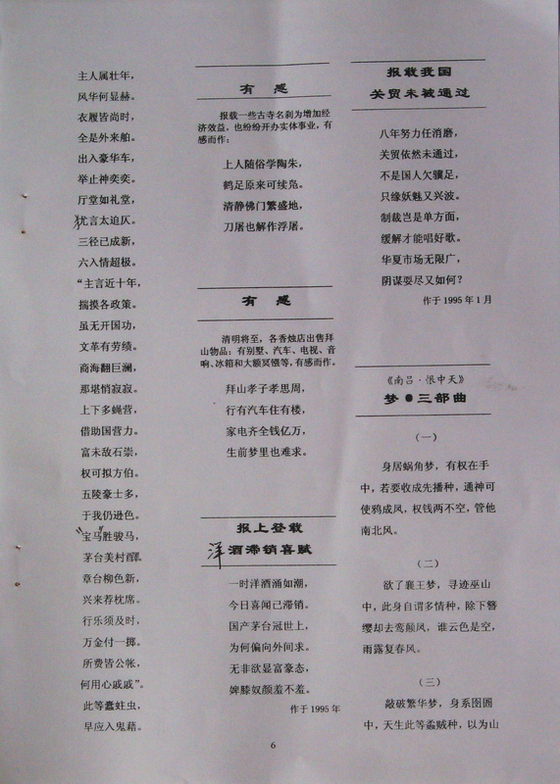 主人属壮年，
风华何显赫。
衣履皆尚时，
全是外来舶。
出入豪华车，
举止神奕奕。
厅堂如礼堂，
犹言太迫仄。
三径已成新，
六入情超极。
“主言近十年，
揣摸各政策。
虽无开国功，
文革有劳绩。
商海翻巨澜，
那堪悄寂寂。
上下多蝇营，
借助国营力。
富未敌石崇，
权可拟方伯。
五陵豪士多，
于我仍逊色。
“宝马”胜骏马，
茅台美村酒。
章台柳色新，
兴来荐枕席。
行乐须及时，
万金付一掷。
所费皆公帐，
何用心戚戚”。
此等蠹蛀虫，
早应入鬼藉。
有感
报载一些古寺名刹为增加经
济效益，也纷纷开办实体事业，有
感而作：
上人随俗学陶朱，
鹤足原来可续凫。
清静佛门繁盛地，
刀屠也解作浮屠。
有感
清明将至，各香烛店出售拜
山物品：有别墅、汽车、电视、音
响、冰箱和大额冥镪等，有感而作。
拜山孝子孝思周，
行有汽车住有楼，
家电齐全钱亿万，
生前梦里也难求。
报上登载
洋酒滞销喜赋
一时洋酒涌如潮，
今日喜闻已滞销。
国产茅台冠世上，
为何偏向外间求。
无非欲显富豪态，
婢膝奴颜羞不羞。
作于 1995 年
报载我国
关贸未被通过
八年努力任消磨，
关贸依然未通过，
不是国人欠骥足，
只缘妖魅又兴波。
制裁岂是单方面，
缓解才能唱好歌。
华夏市场无限广，
阴谋耍尽又如何？
作于 1995 年 1 月
《南吕·恨中天》
梦●三部曲
（一）
身居蜗角梦，有权在手
中，若要收成先播种，通神可
使鸦成凤，权钱两不空，管他
南北风。
（二）
欲了襄王梦，寻迹巫山
中，此身自谓多情种，除下簪
缨却去鸾颠凤，谁云色是空，
雨露复春风。
（三）
敲破繁华梦，身系图圄
中，天生此等蟊贼种，以为山
6